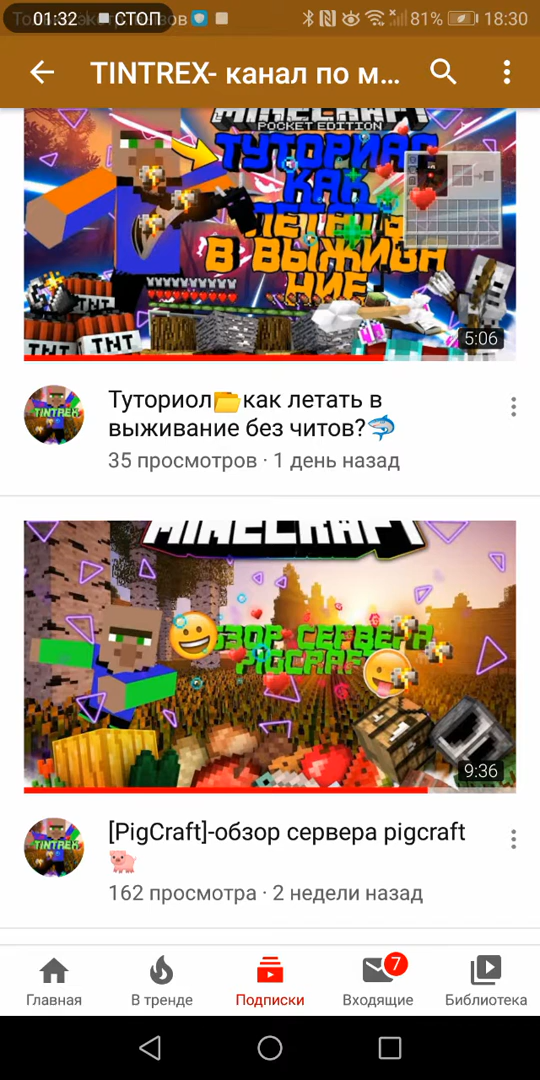 01:32 СТОП
81% 18:30
TINTREX- канал по м...
MINECRAFT
POCKET EDITION
ТУТОРИАЛ
КАК
ЛЕТАТЬ
В ВЫЖИВА
НИЕ
TNT
TNT
5:06
TINTREX
Туториол📂как летать в
выживание без читов?🦈
35 просмотров · 1 день назад
MINECRAFT
ОБЗОР СЕРВЕРА
PIGCRAFT
9:36
TINTREX
[PigCraft]-обзор сервера pigcraft
🐖
162 просмотра · 2 недели назад
7
Главная
В тренде
Подписки
Входящие
Библиотека